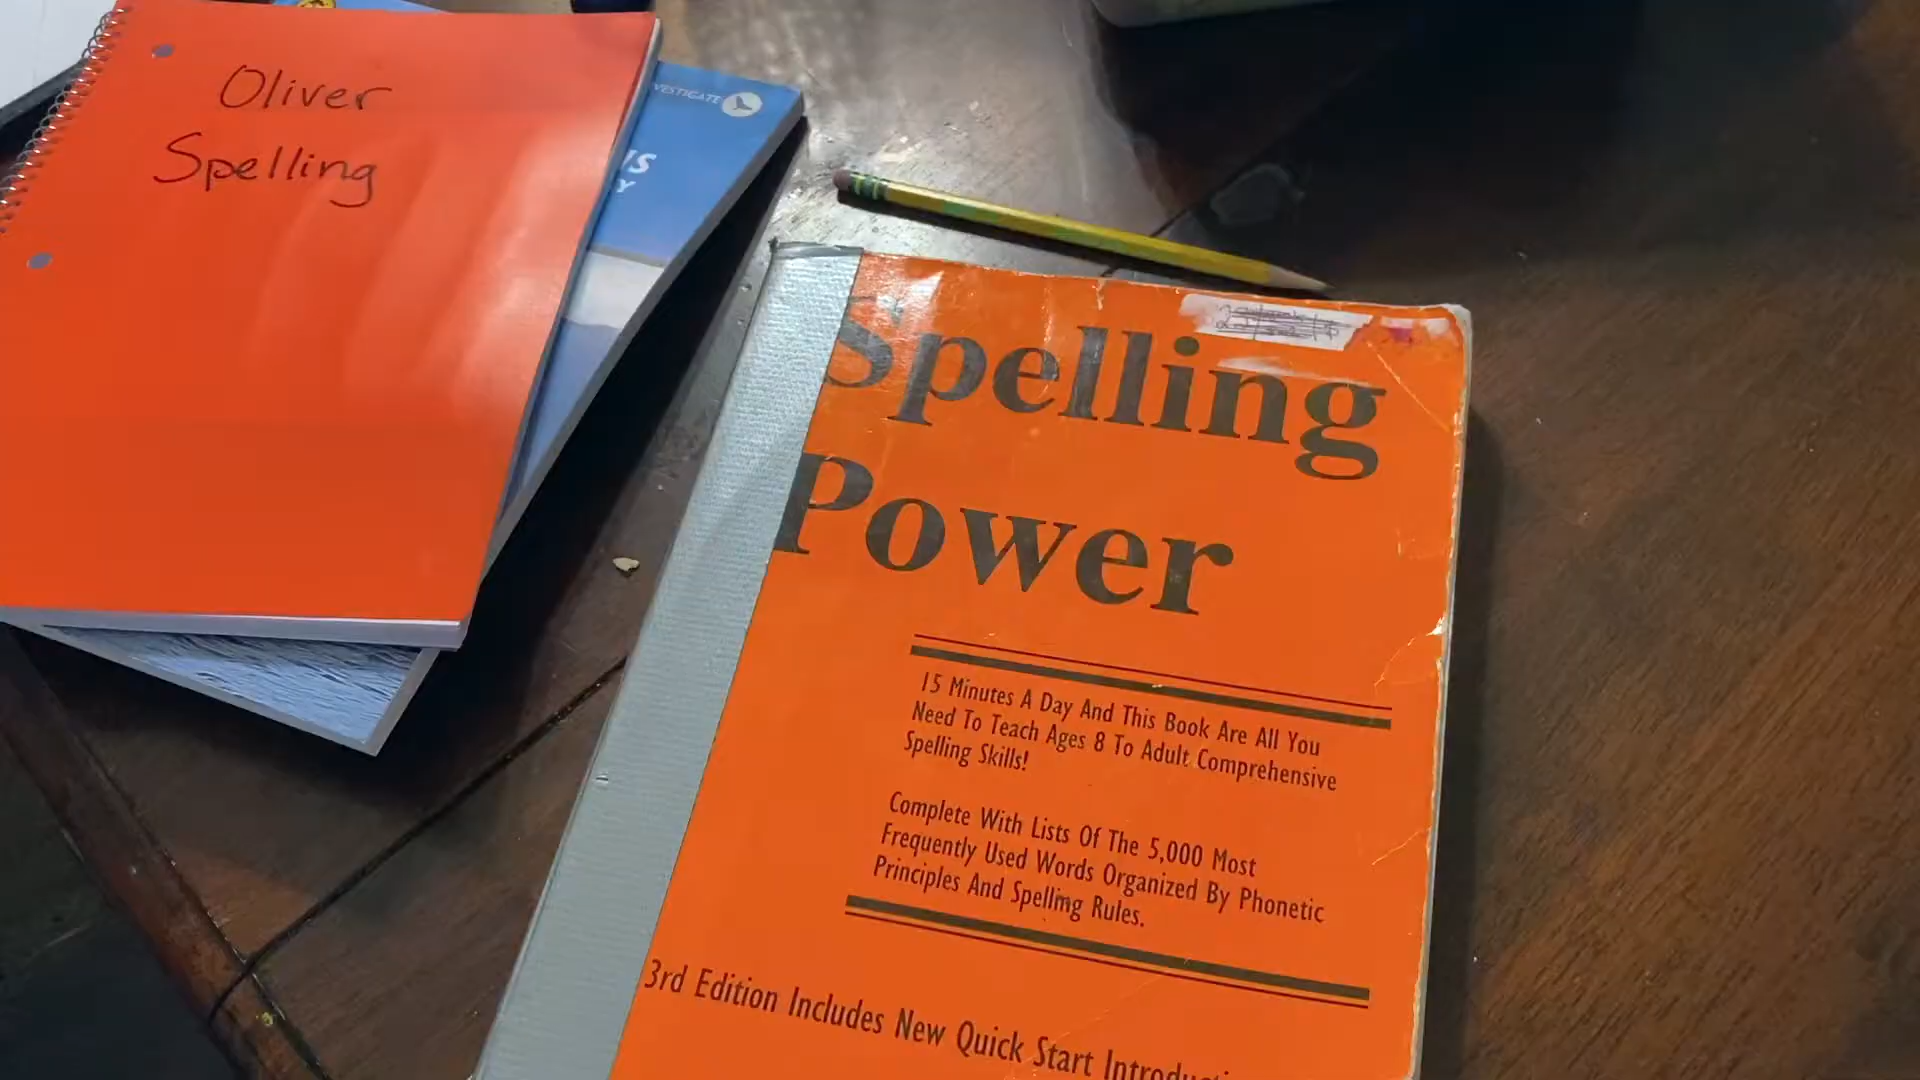 Oliver
Spelling
VESTIGATE
IS
Y
Spelling
Power
15 Minutes A Day And This Book Are All You
Need To Teach Ages 8 To Adult Comprehensive
Spelling Skills!
Complete With Lists Of The 5,000 Most
Frequently Used Words Organized By Phonetic
Principles And Spelling Rules.
3rd Edition Includes New Quick Start